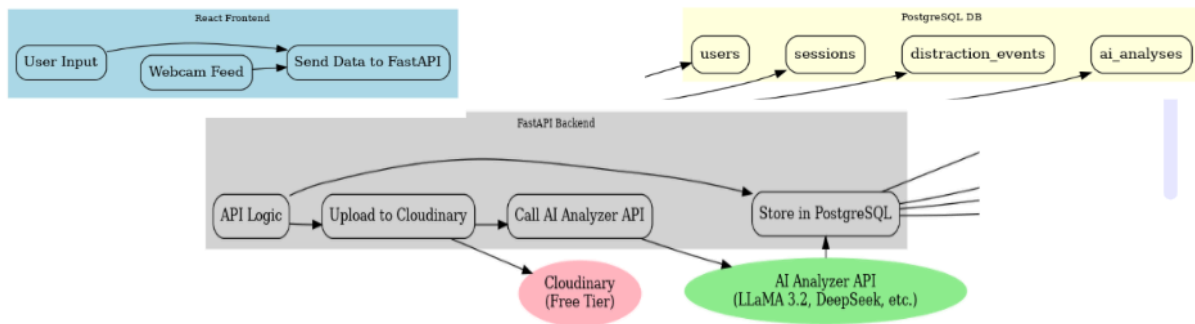 React Frontend
User Input
Webcam Feed
Send Data to FastAPI
PostgreSQL DB
users
sessions
distraction_events
ai_analyses
FastAPI Backend
API Logic
Upload to Cloudinary
Call AI Analyzer API
Store in PostgreSQL
Cloudinary
(Free Tier)
AI Analyzer API
(LLaMA 3.2, DeepSeek, etc.)